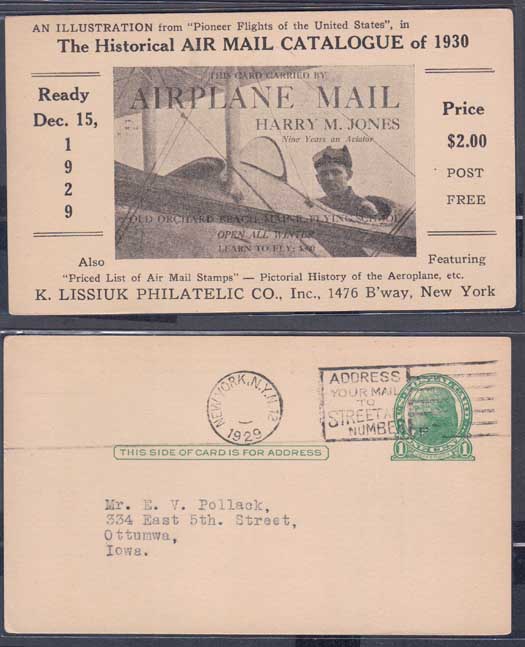 AN ILLUSTRATION from "Pioneer Flights of the United States", in
The Historical AIR MAIL CATALOGUE of 1930
Ready
Dec. 15,
1
9
2
9
THIS CARD CARRIED BY
AIRPLANE MAIL
HARRY M. JONES
Nine Years an Aviator
OLD ORCHARD BEACH, MAINE, FLYING SCHOOL
OPEN ALL WINTER
LEARN TO FLY,
Price
$2.00
POST
FREE
Also
Featuring
"Priced List of Air Mail Stamps" — Pictorial History of the Aeroplane, etc.
K. LISSIUK PHILATELIC CO., Inc., 1476 B'way, New York
NEW YORK, N.Y.
1929
ADDRESS
YOUR MAIL
TO
STREET
NUMBER
THIS SIDE OF CARD IS FOR ADDRESS
1
1
Mr. E. V. Pollack,
334 East 5th. Street,
Ottumwa,
Iowa.